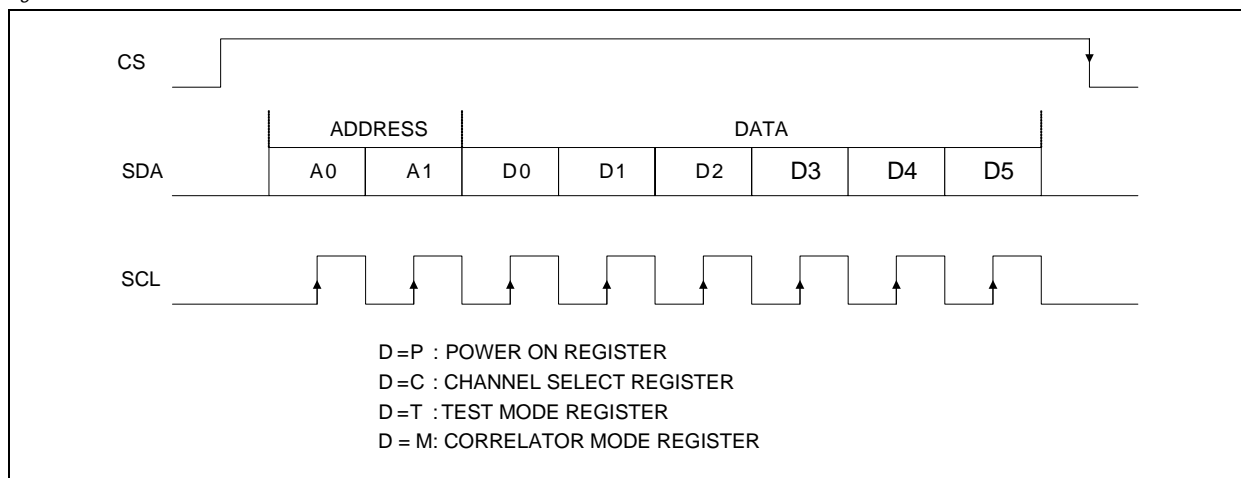 CS
ADDRESS DATA
SDA A0 A1 D0 D1 D2 D3 D4 D5
SCL
D=P : POWER ON REGISTER
D=C : CHANNEL SELECT REGISTER
D=T : TEST MODE REGISTER
D = M: CORRELATOR MODE REGISTER